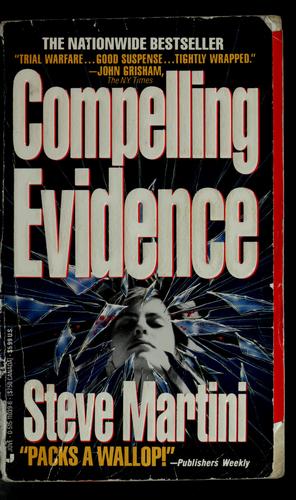 THE NATIONWIDE BESTSELLER
"TRIAL WARFARE...GOOD SUSPENSE...TIGHTLY WRAPPED."
—JOHN GRISHAM,
The NY Times
Compelling
Evidence
Steve Martini
"PACKS A WALLOP!" —Publishers Weekly